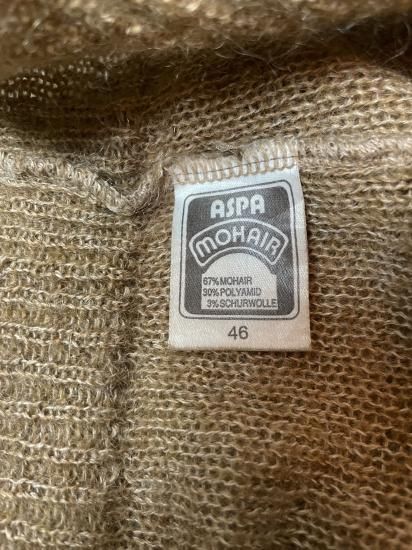 ASPA
MOHAIR
67%MOHAIR
30%POLYAMID
3%SCHURWOLLE
46